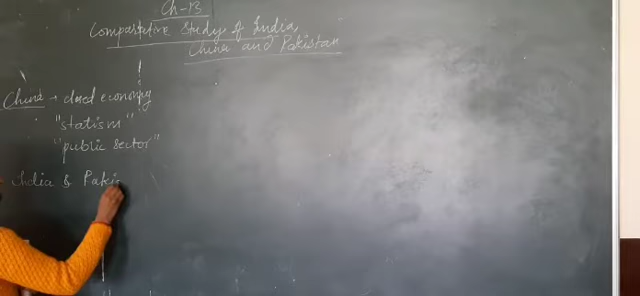 Ch-13
Comparative Study of India,
China and Pakistan
China → closed economy
"statism"
"public sector"
India & Pakis